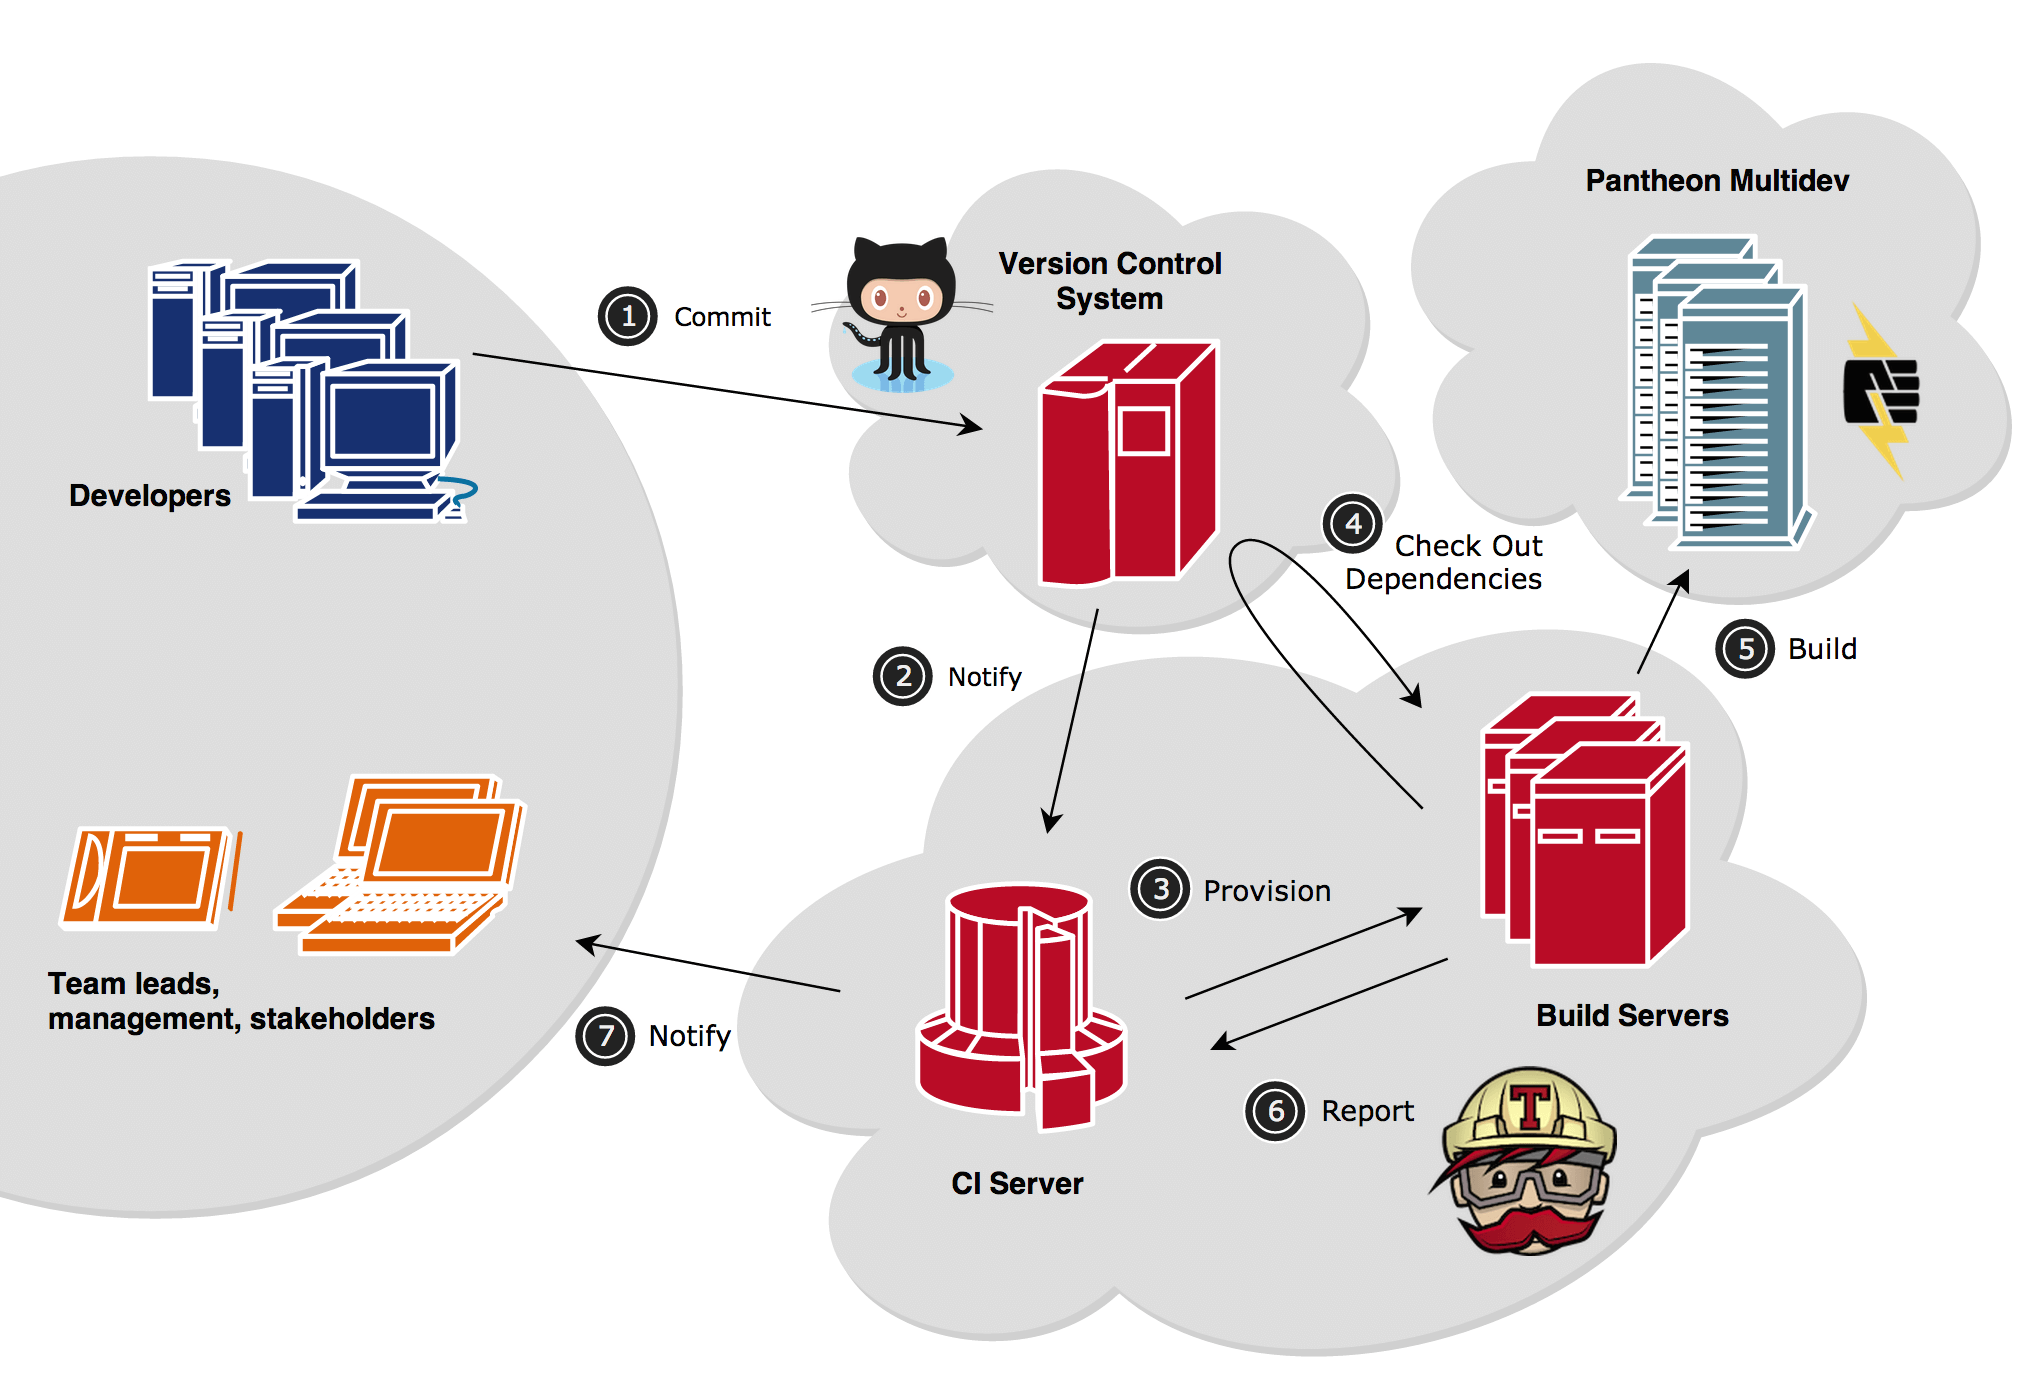 Pantheon Multidev
Version Control
System
1 Commit
Developers
4 Check Out
Dependencies
2 Notify
5 Build
3 Provision
Team leads,
management, stakeholders
Build Servers
7 Notify
6 Report
T
CI Server